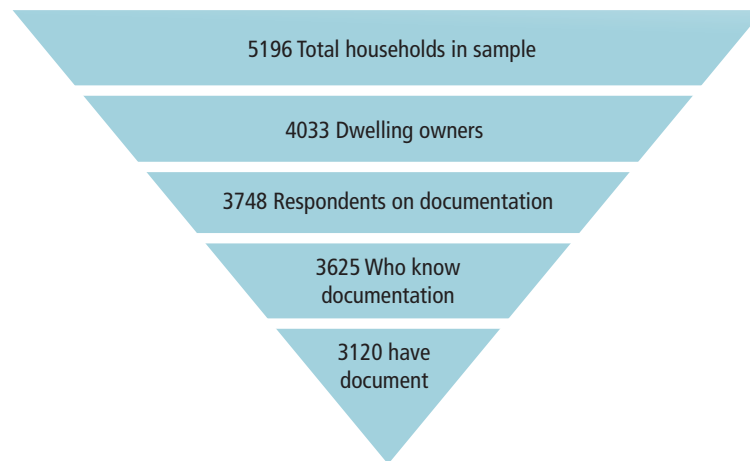 5196 Total households in sample
4033 Dwelling owners
3748 Respondents on documentation
3625 Who know
documentation
3120 have
document